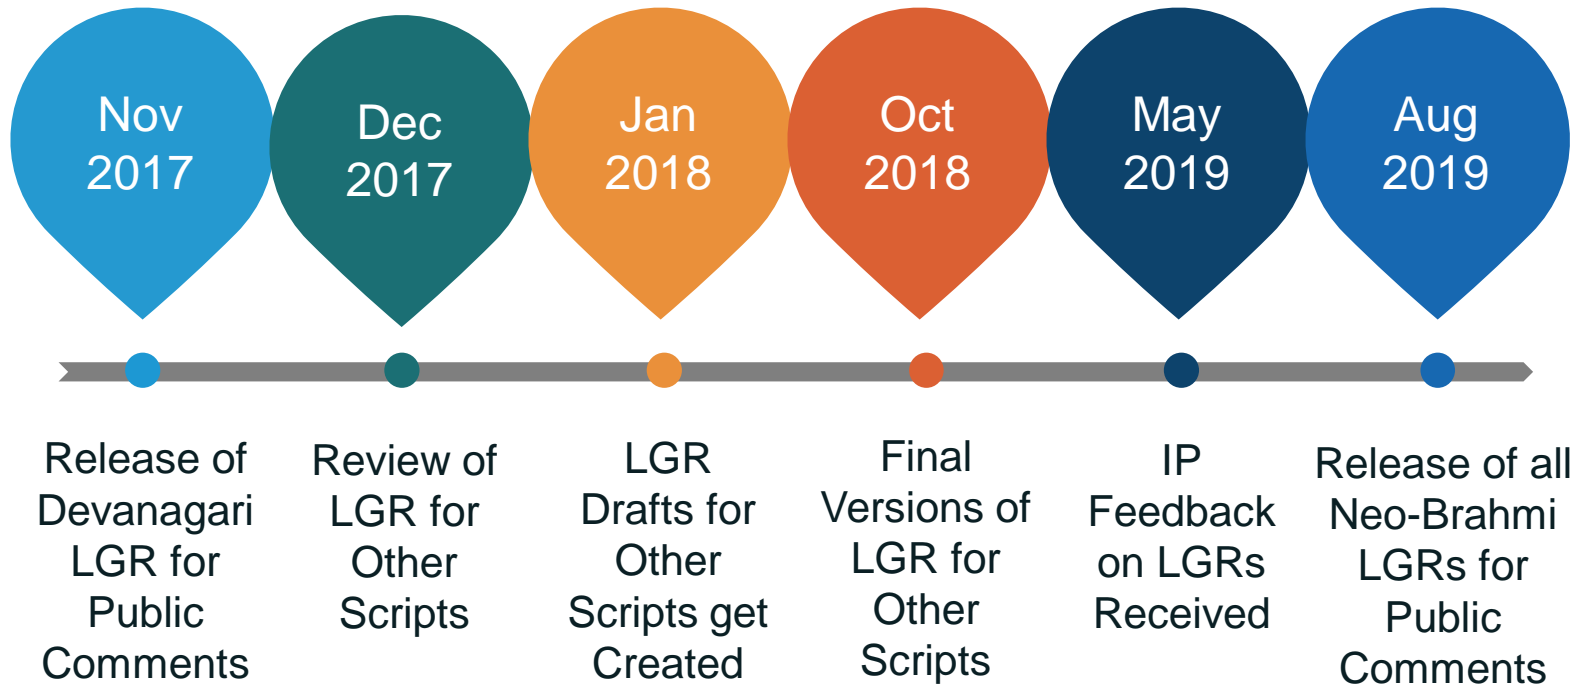 Nov
2017
Dec
2017
Jan
2018
Oct
2018
May
2019
Aug
2019
Release of
Devanagari
LGR for
Public
Comments
Review of
LGR for
Other
Scripts
LGR
Drafts for
Other
Scripts get
Created
Final
Versions of
LGR for
Other
Scripts
IP
Feedback
on LGRs
Received
Release of all
Neo-Brahmi
LGRs for
Public
Comments